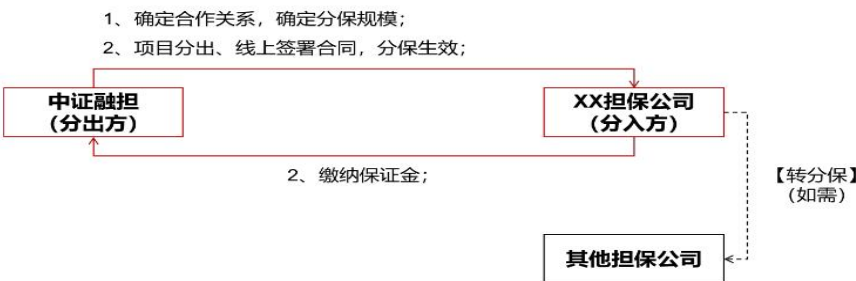 1、确定合作关系，确定分保规模；
2、项目分出、线上签署合同，分保生效；
中证融担
（分出方）
XX担保公司
（分入方）
2、缴纳保证金；
【转分保】
（如需）
其他担保公司